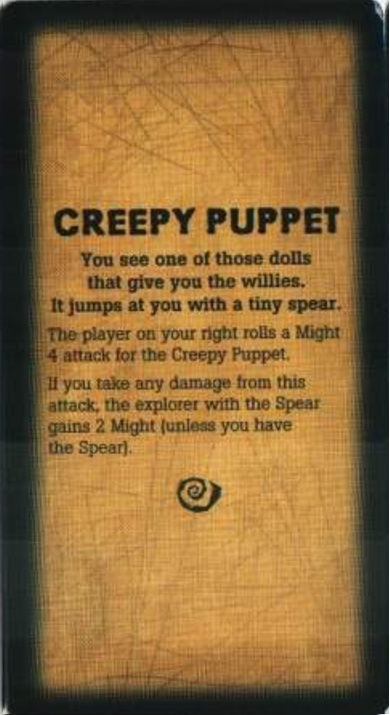 CREEPY PUPPET
You see one of those dolls
that give you the willies.
It jumps at you with a tiny spear.
The player on your right rolls a Might
4 attack for the Creepy Puppet.
If you take any damage from this
attack, the explorer with the Spear
gains 2 Might (unless you have
the Spear).